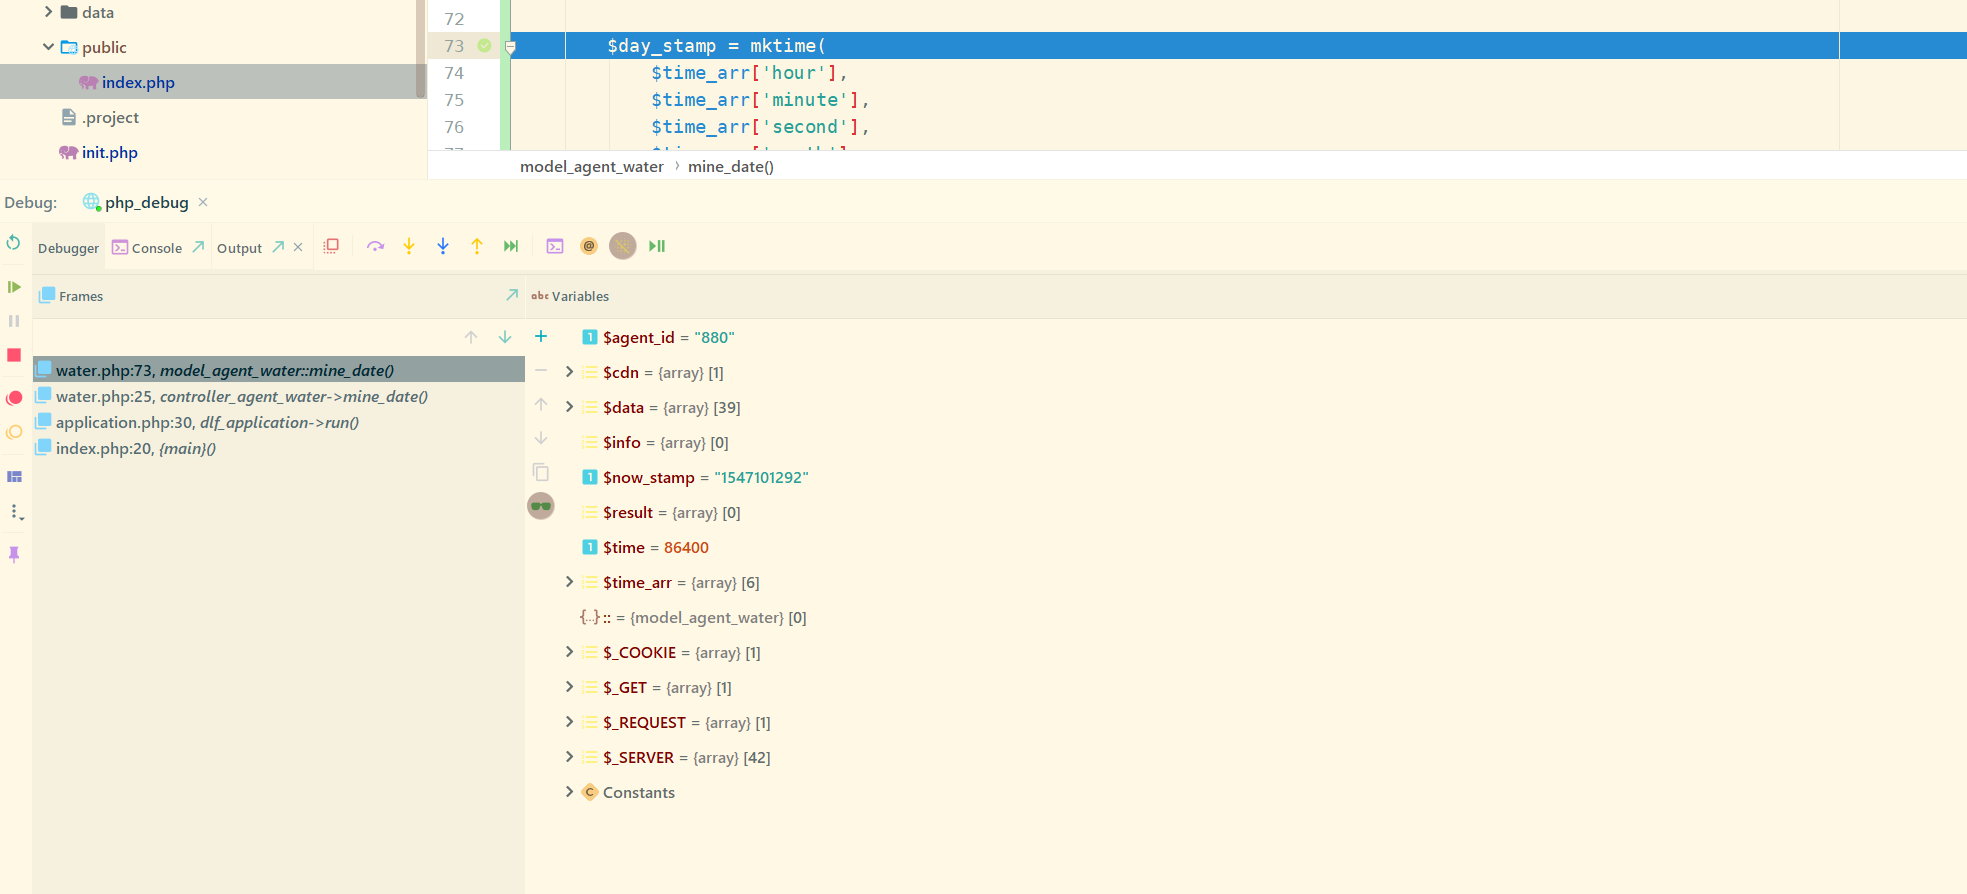 data
public
index.php
.project
init.php
72
73 $day_stamp = mktime(
74 $time_arr['hour'],
75 $time_arr['minute'],
76 $time_arr['second'],
model_agent_water › mine_date()
Debug: php_debug
Debugger Console Output
Frames
water.php:73, model_agent_water::mine_date()
water.php:25, controller_agent_water->mine_date()
application.php:30, dlf_application->run()
index.php:20, {main}()
Variables
$agent_id = "880"
$cdn = {array} [1]
$data = {array} [39]
$info = {array} [0]
$now_stamp = "1547101292"
$result = {array} [0]
$time = 86400
$time_arr = {array} [6]
:: = {model_agent_water} [0]
$_COOKIE = {array} [1]
$_GET = {array} [1]
$_REQUEST = {array} [1]
$_SERVER = {array} [42]
Constants